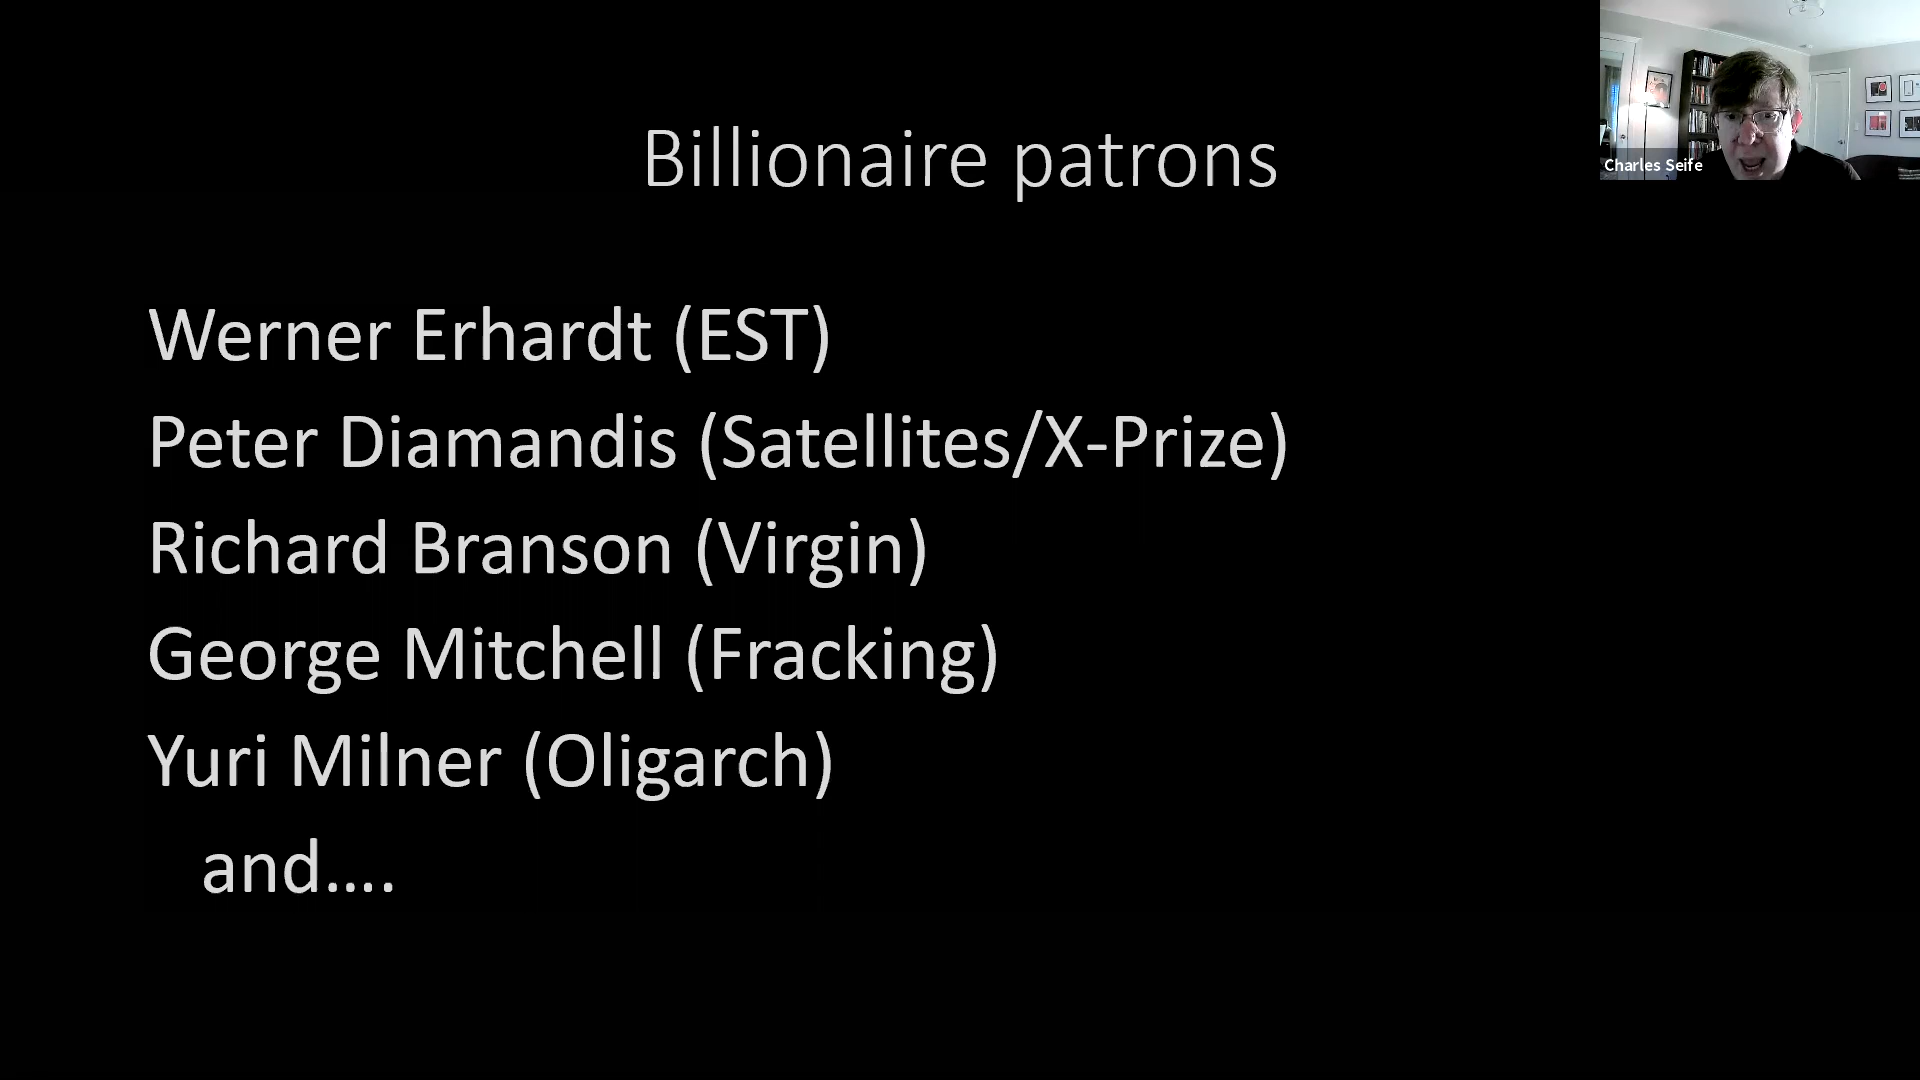 Billionaire patrons
Charles Seife
Werner Erhardt (EST)
Peter Diamandis (Satellites/X-Prize)
Richard Branson (Virgin)
George Mitchell (Fracking)
Yuri Milner (Oligarch)
and....